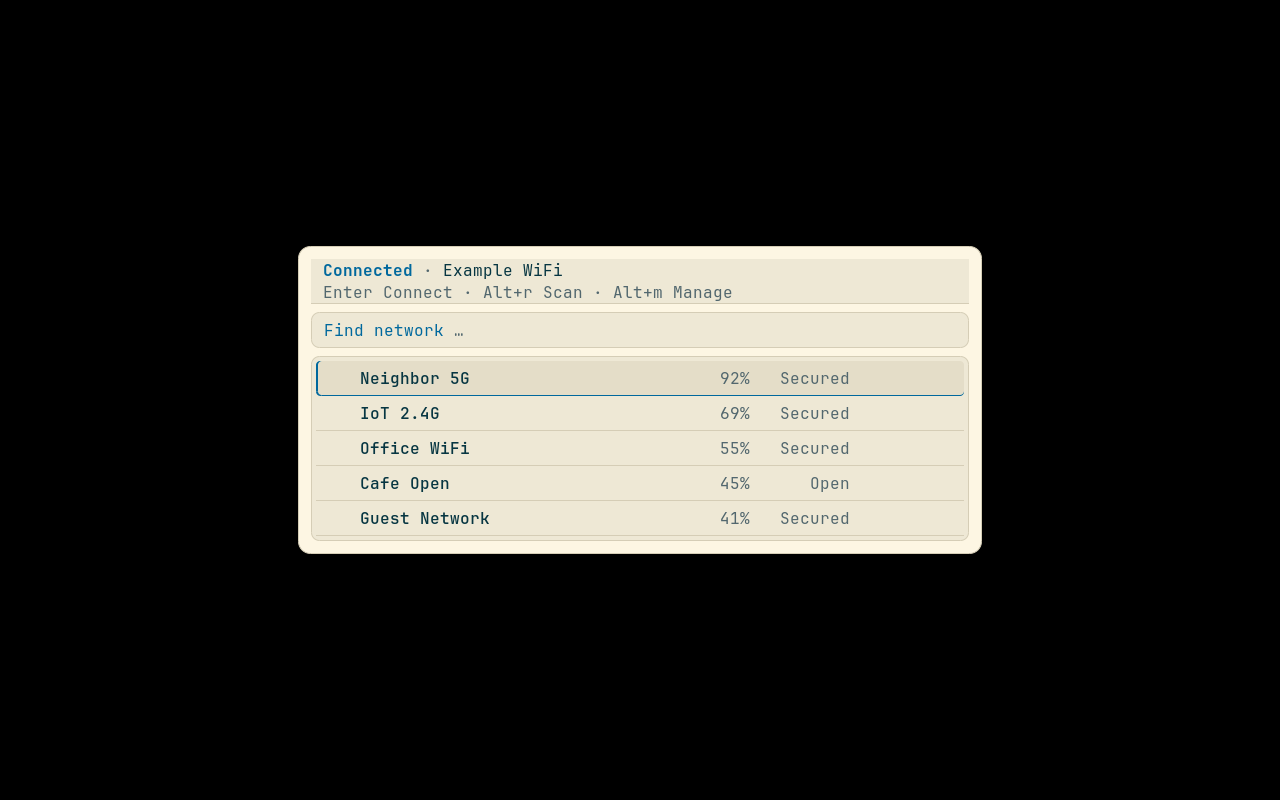 Connected · Example WiFi
Enter Connect · Alt+r Scan · Alt+m Manage
Find network …
Neighbor 5G 92% Secured
IoT 2.4G 69% Secured
Office WiFi 55% Secured
Cafe Open 45% Open
Guest Network 41% Secured